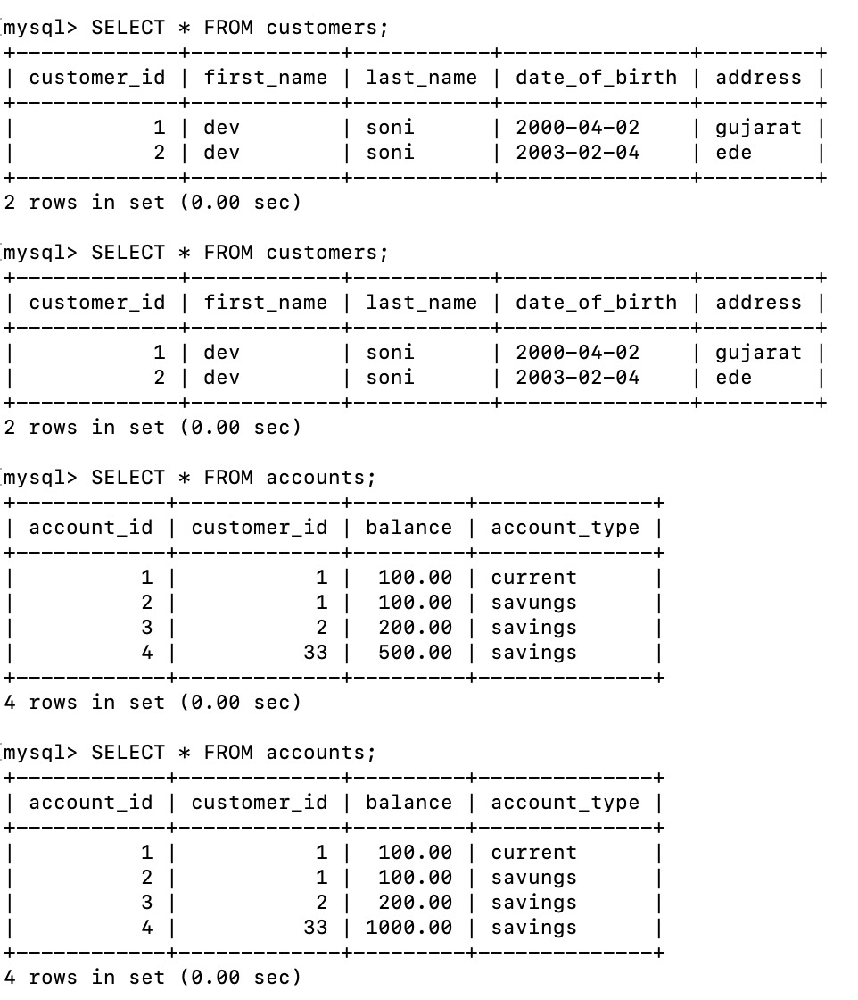 mysql> SELECT * FROM customers;
+-------------+------------+-----------+---------------+---------+
| customer_id | first_name | last_name | date_of_birth | address |
+-------------+------------+-----------+---------------+---------+
|           1 | dev        | soni      | 2000-04-02    | gujarat |
|           2 | dev        | soni      | 2003-02-04    | ede     |
+-------------+------------+-----------+---------------+---------+
2 rows in set (0.00 sec)
mysql> SELECT * FROM customers;
+-------------+------------+-----------+---------------+---------+
| customer_id | first_name | last_name | date_of_birth | address |
+-------------+------------+-----------+---------------+---------+
|           1 | dev        | soni      | 2000-04-02    | gujarat |
|           2 | dev        | soni      | 2003-02-04    | ede     |
+-------------+------------+-----------+---------------+---------+
2 rows in set (0.00 sec)
mysql> SELECT * FROM accounts;
+------------+-------------+---------+--------------+
| account_id | customer_id | balance | account_type |
+------------+-------------+---------+--------------+
|          1 |           1 |  100.00 | current      |
|          2 |           1 |  100.00 | savungs      |
|          3 |           2 |  200.00 | savings      |
|          4 |          33 |  500.00 | savings      |
+------------+-------------+---------+--------------+
4 rows in set (0.00 sec)
mysql> SELECT * FROM accounts;
+------------+-------------+---------+--------------+
| account_id | customer_id | balance | account_type |
+------------+-------------+---------+--------------+
|          1 |           1 |  100.00 | current      |
|          2 |           1 |  100.00 | savungs      |
|          3 |           2 |  200.00 | savings      |
|          4 |          33 | 1000.00 | savings      |
+------------+-------------+---------+--------------+
4 rows in set (0.00 sec)